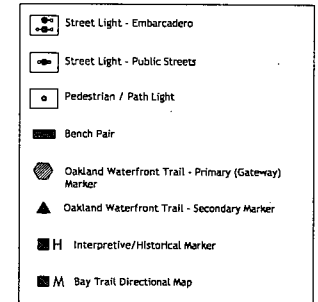 Street Light - Embarcadero
Street Light - Public Streets
Pedestrian / Path Light
Bench Pair
Oakland Waterfront Trail - Primary (Gateway)
Marker
Oakland Waterfront Trail - Secondary Marker
H Interpretive/Historical Marker
M Bay Trail Directional Map